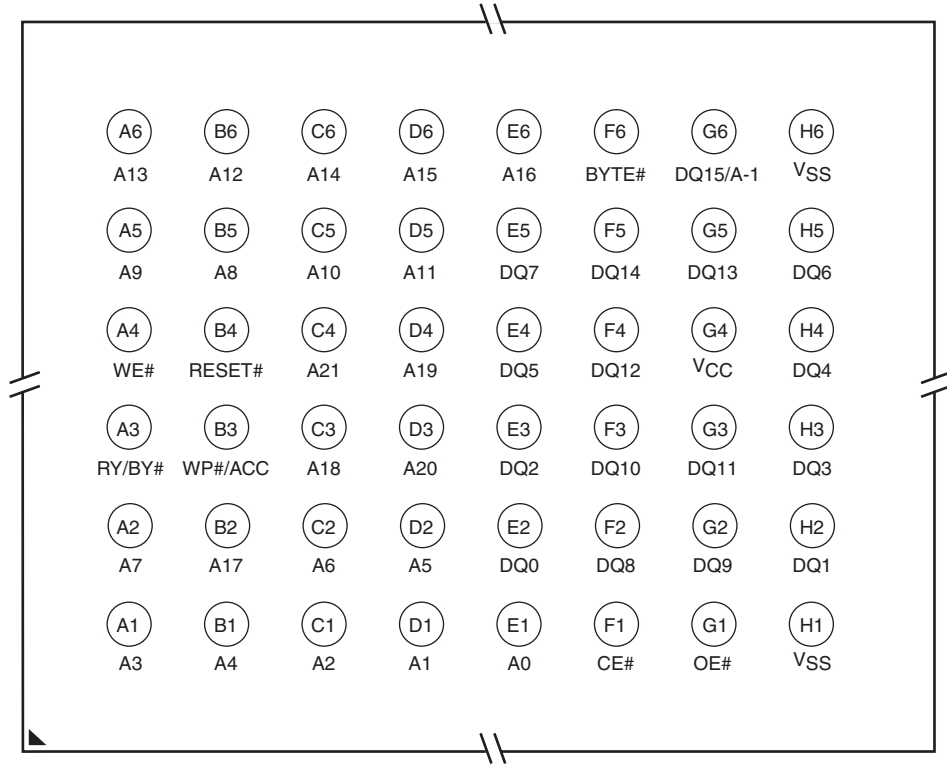 A6 B6 C6 D6 E6 F6 G6 H6
A13 A12 A14 A15 A16 BYTE# DQ15/A-1 VSS
A5 B5 C5 D5 E5 F5 G5 H5
A9 A8 A10 A11 DQ7 DQ14 DQ13 DQ6
A4 B4 C4 D4 E4 F4 G4 H4
WE# RESET# A21 A19 DQ5 DQ12 VCC DQ4
A3 B3 C3 D3 E3 F3 G3 H3
RY/BY# WP#/ACC A18 A20 DQ2 DQ10 DQ11 DQ3
A2 B2 C2 D2 E2 F2 G2 H2
A7 A17 A6 A5 DQ0 DQ8 DQ9 DQ1
A1 B1 C1 D1 E1 F1 G1 H1
A3 A4 A2 A1 A0 CE# OE# VSS